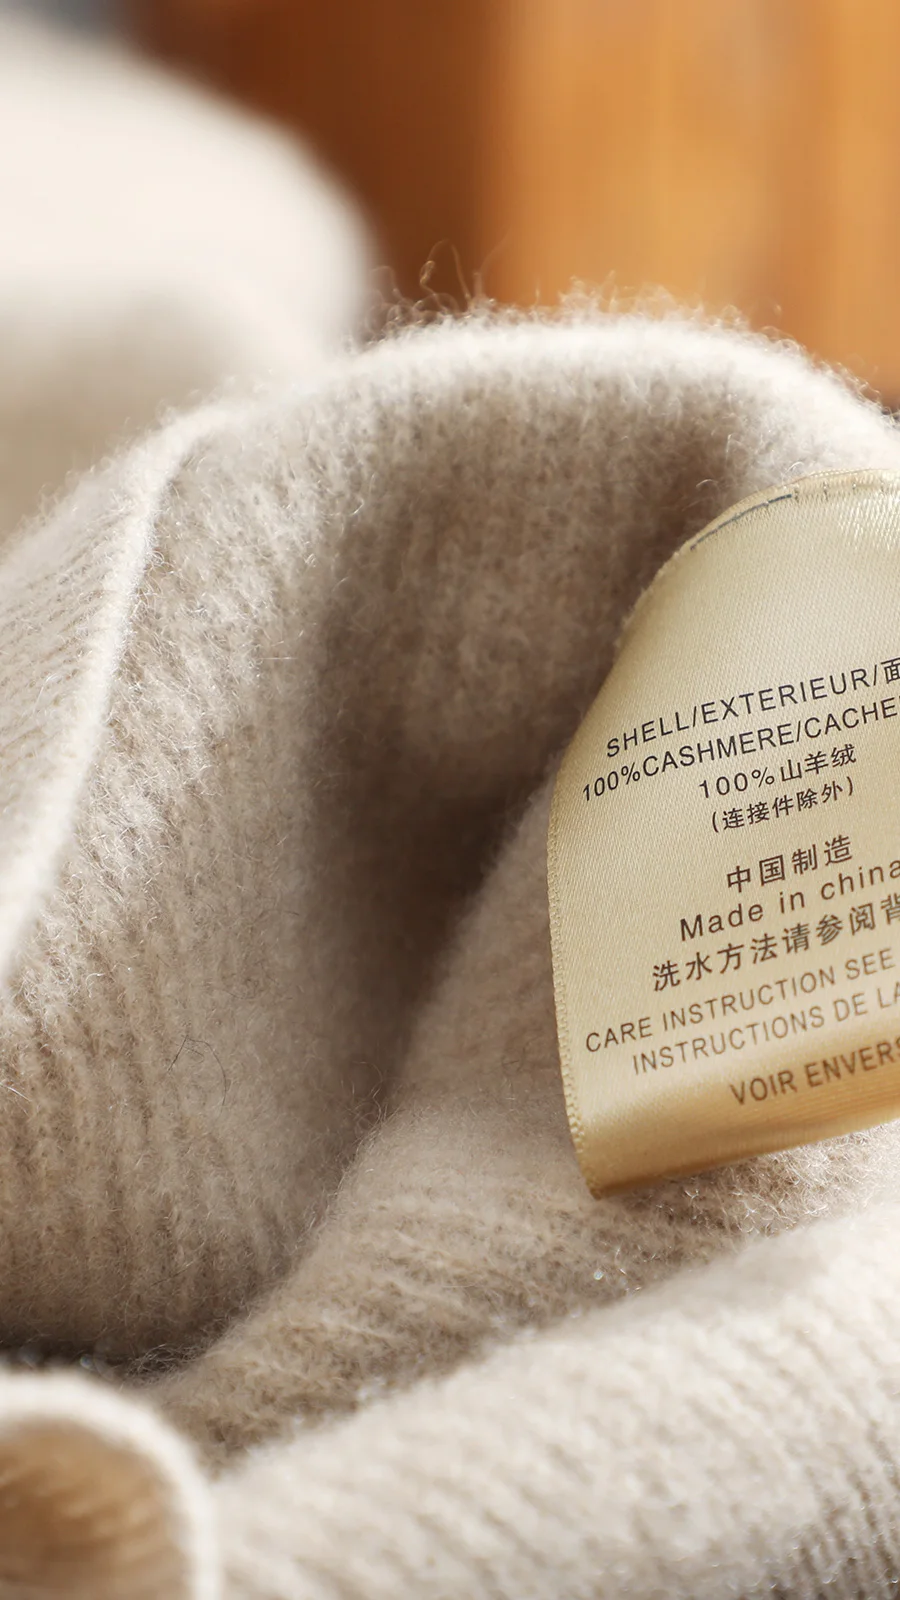 SHELL/EXTERIEUR/面
100%CASHMERE/CACHE
100%山羊绒
(连接件除外)
中国制造
Made in china
洗水方法请参阅背
CARE INSTRUCTION SEE
INSTRUCTIONS DE LA
VOIR ENVERS